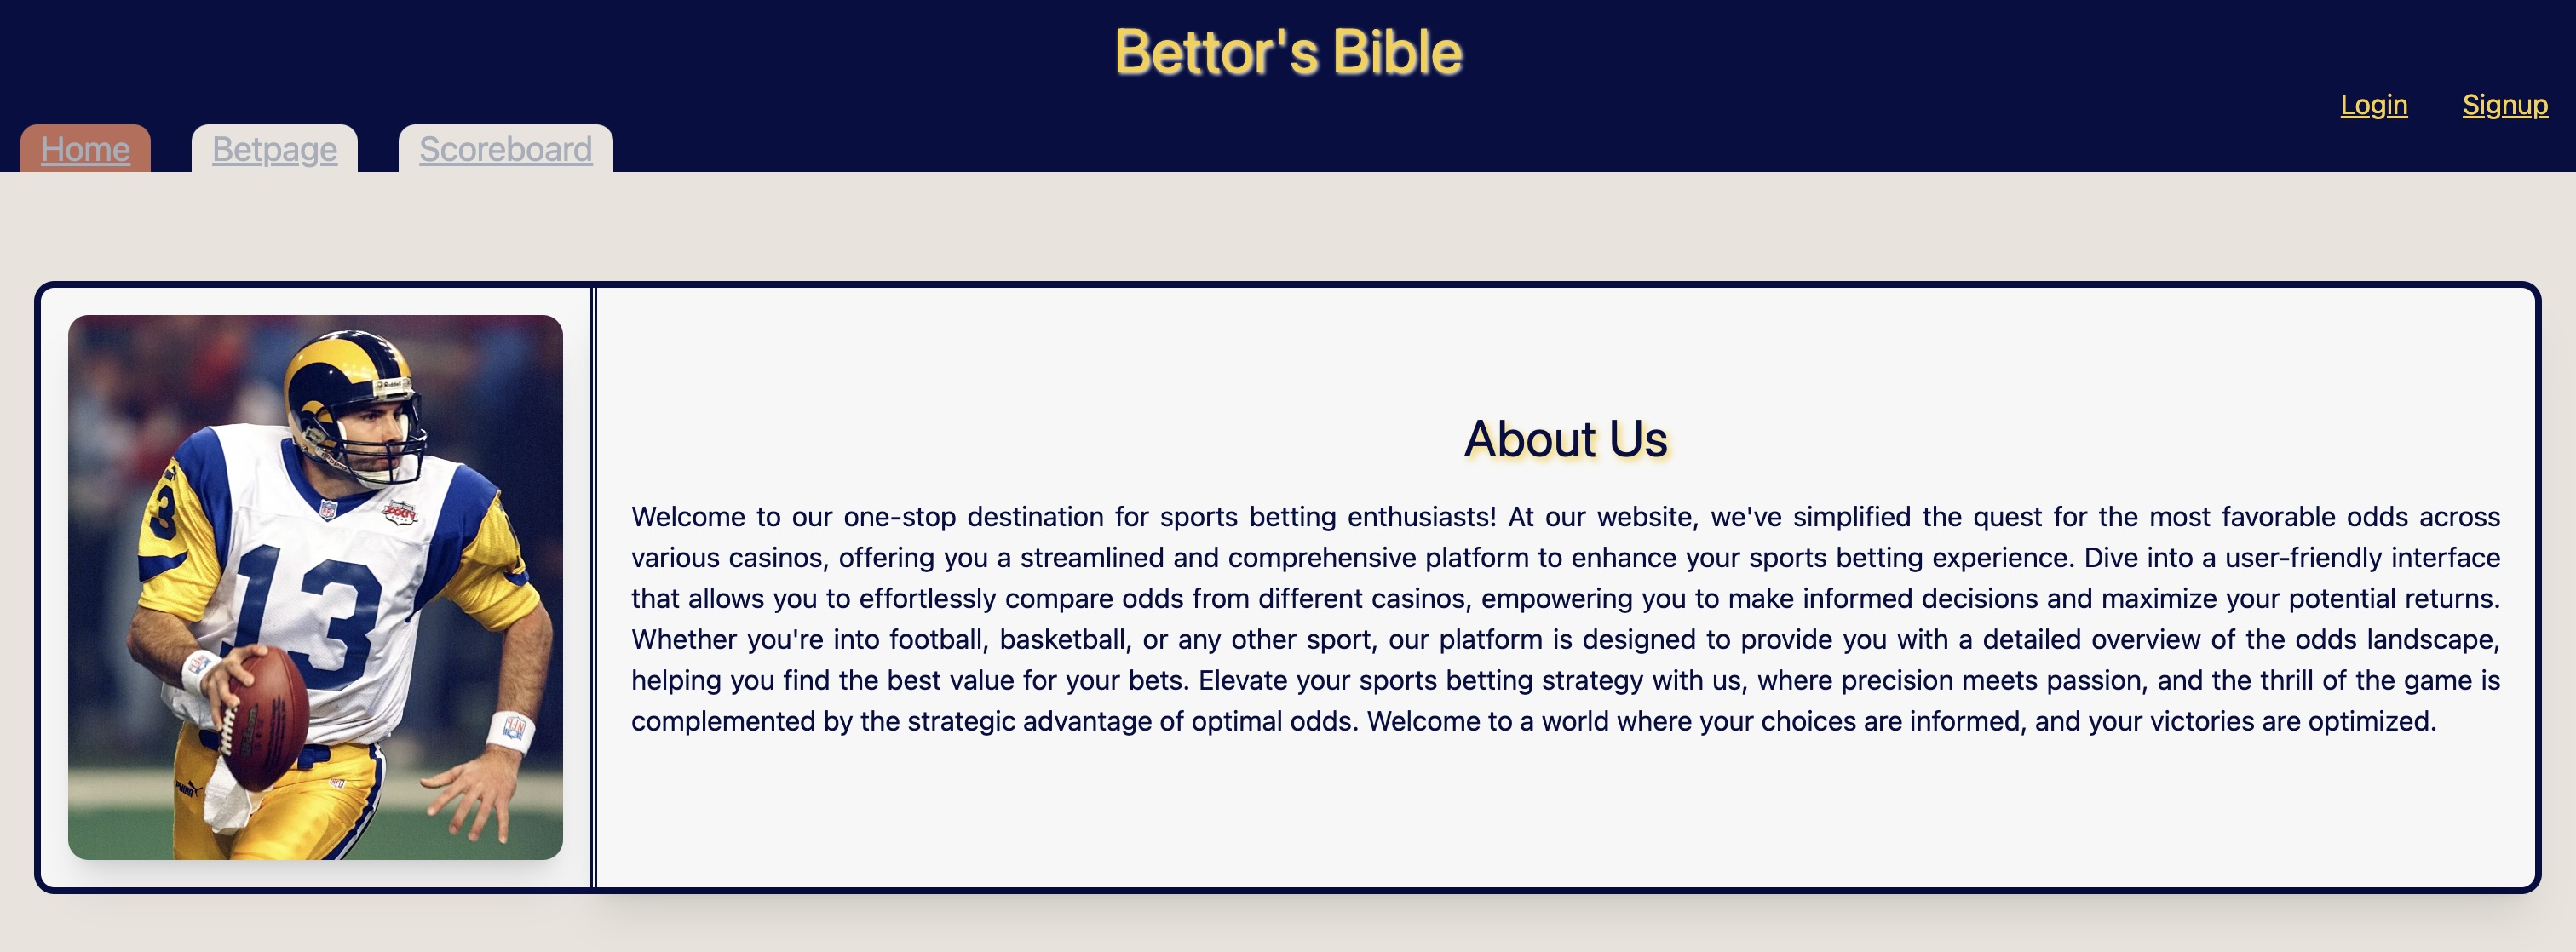 Bettor's Bible
Login Signup
Home Betpage Scoreboard
Riddell
3
13
About Us
Welcome to our one-stop destination for sports betting enthusiasts! At our website, we've simplified the quest for the most favorable odds across
various casinos, offering you a streamlined and comprehensive platform to enhance your sports betting experience. Dive into a user-friendly interface
that allows you to effortlessly compare odds from different casinos, empowering you to make informed decisions and maximize your potential returns.
Whether you're into football, basketball, or any other sport, our platform is designed to provide you with a detailed overview of the odds landscape,
helping you find the best value for your bets. Elevate your sports betting strategy with us, where precision meets passion, and the thrill of the game is
complemented by the strategic advantage of optimal odds. Welcome to a world where your choices are informed, and your victories are optimized.